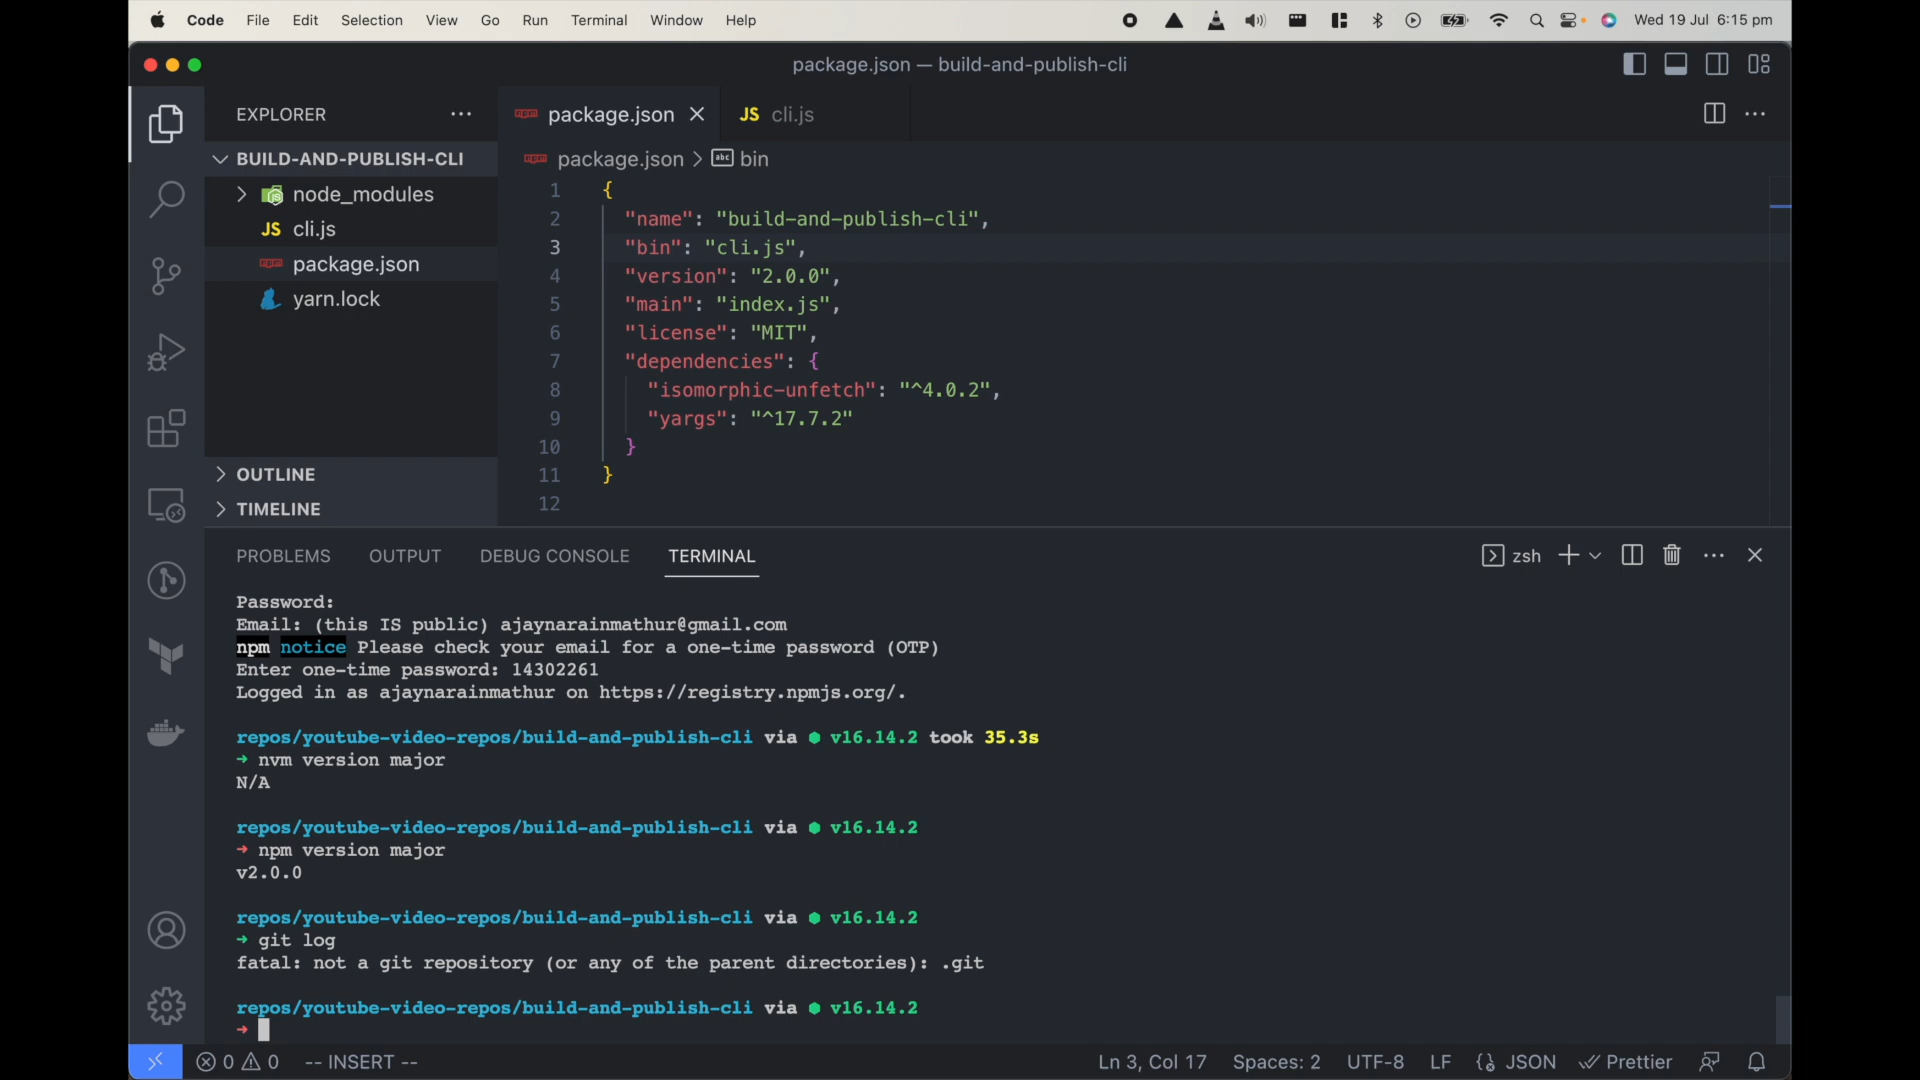 Code File Edit Selection View Go Run Terminal Window Help Wed 19 Jul 6:15 pm
package.json — build-and-publish-cli
EXPLORER
BUILD-AND-PUBLISH-CLI
node_modules
JS cli.js
package.json
yarn.lock
OUTLINE
TIMELINE
package.json JS cli.js
package.json > abc bin
1 {
2 "name": "build-and-publish-cli",
3 "bin": "cli.js",
4 "version": "2.0.0",
5 "main": "index.js",
6 "license": "MIT",
7 "dependencies": {
8 "isomorphic-unfetch": "^4.0.2",
9 "yargs": "^17.7.2"
10 }
11 }
12
PROBLEMS OUTPUT DEBUG CONSOLE TERMINAL zsh
Password:
Email: (this IS public) ajaynarainmathur@gmail.com
npm notice Please check your email for a one-time password (OTP)
Enter one-time password: 14302261
Logged in as ajaynarainmathur on https://registry.npmjs.org/.
repos/youtube-video-repos/build-and-publish-cli via ⬢ v16.14.2 took 35.3s
➜ nvm version major
N/A
repos/youtube-video-repos/build-and-publish-cli via ⬢ v16.14.2
➜ npm version major
v2.0.0
repos/youtube-video-repos/build-and-publish-cli via ⬢ v16.14.2
➜ git log
fatal: not a git repository (or any of the parent directories): .git
repos/youtube-video-repos/build-and-publish-cli via ⬢ v16.14.2
➜
0 0 -- INSERT -- Ln 3, Col 17 Spaces: 2 UTF-8 LF JSON Prettier